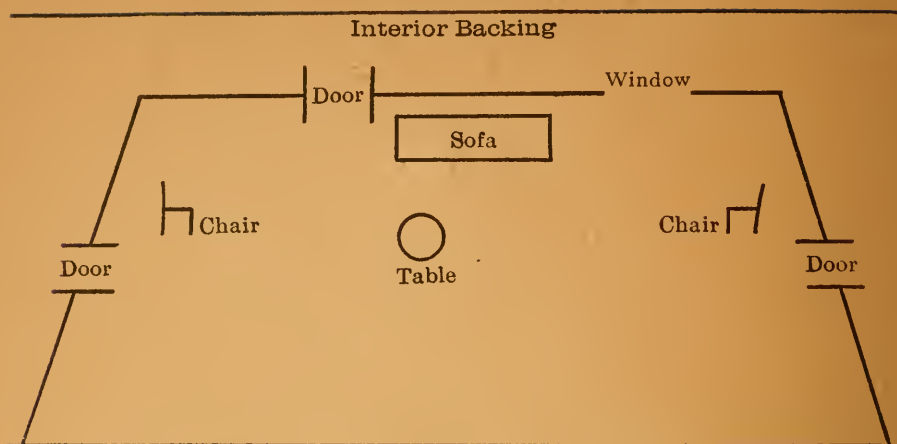 Interior Backing
Door
Window
Sofa
Chair
Chair
Table
Door
Door